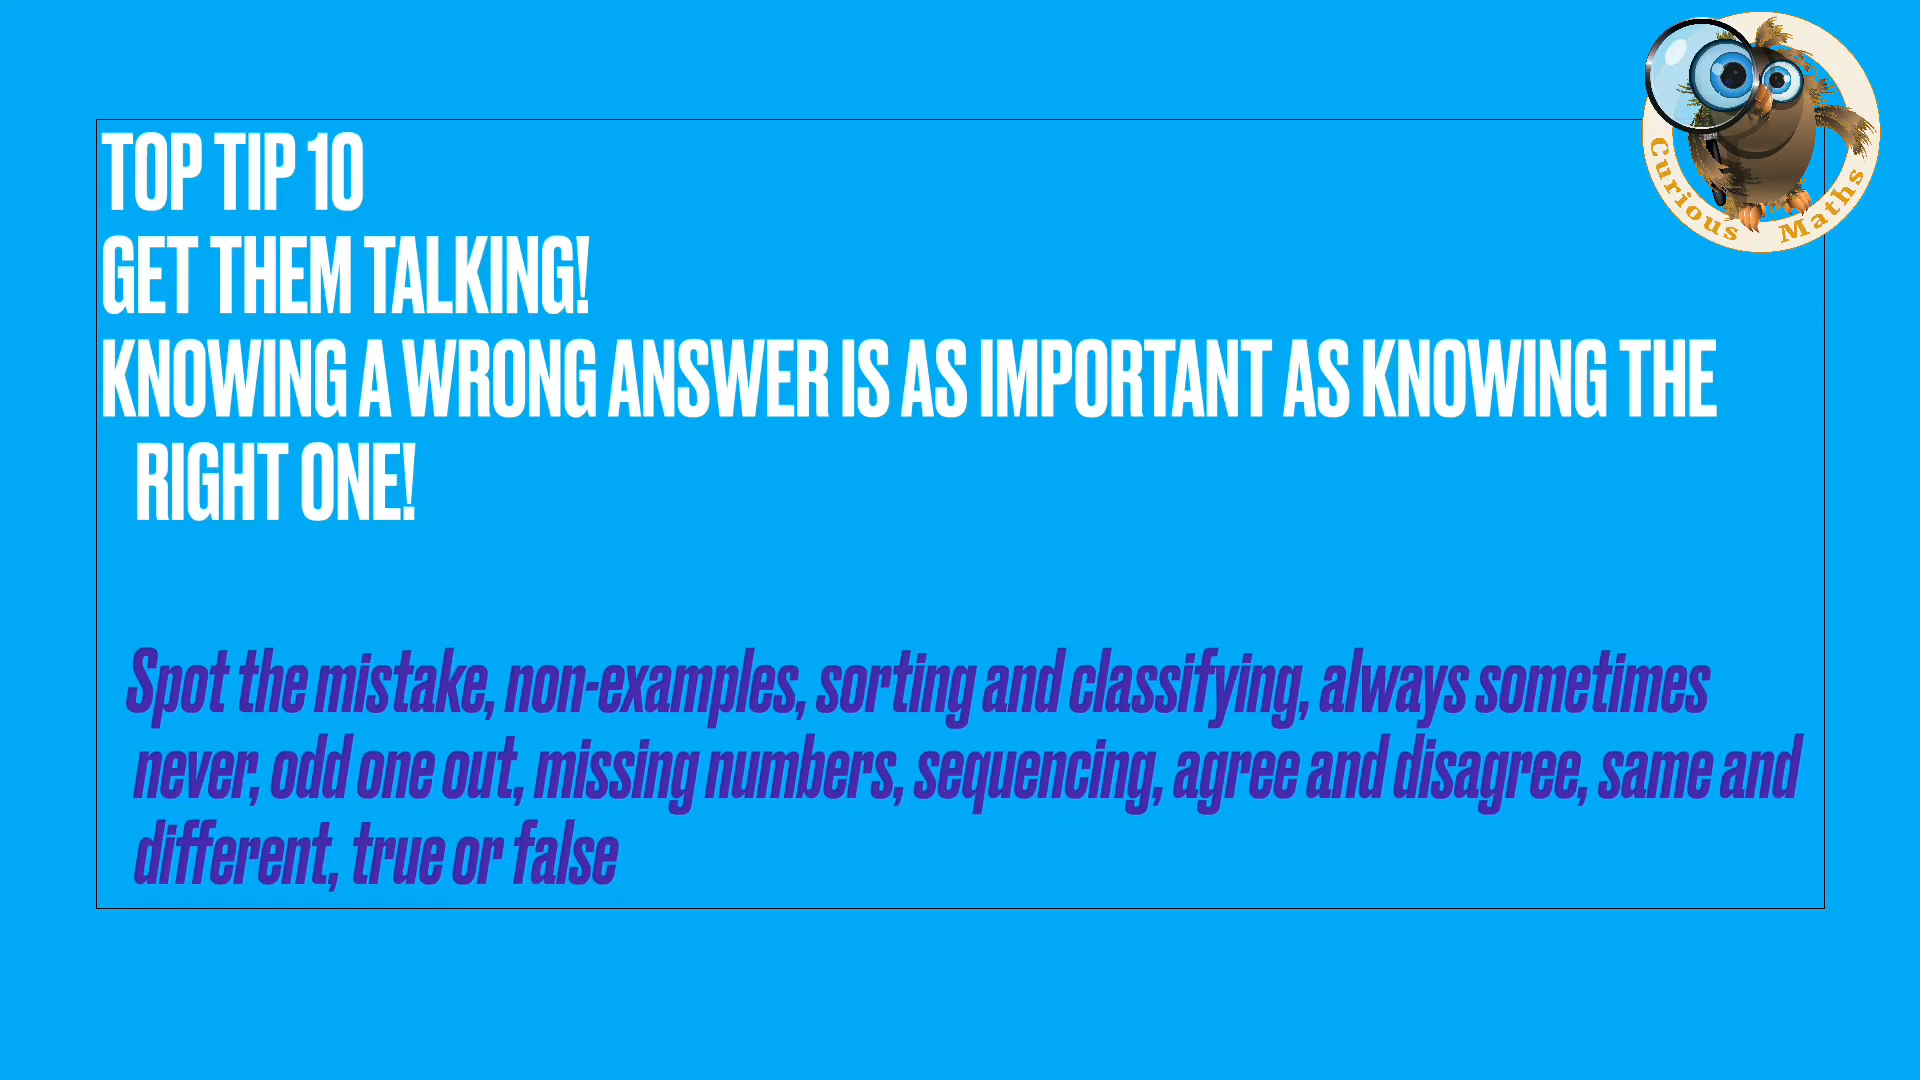 TOP TIP 10
GET THEM TALKING!
KNOWING A WRONG ANSWER IS AS IMPORTANT AS KNOWING THE
RIGHT ONE!
Spot the mistake, non-examples, sorting and classifying, always sometimes
never, odd one out, missing numbers, sequencing, agree and disagree, same and
different, true or false
Curious Maths